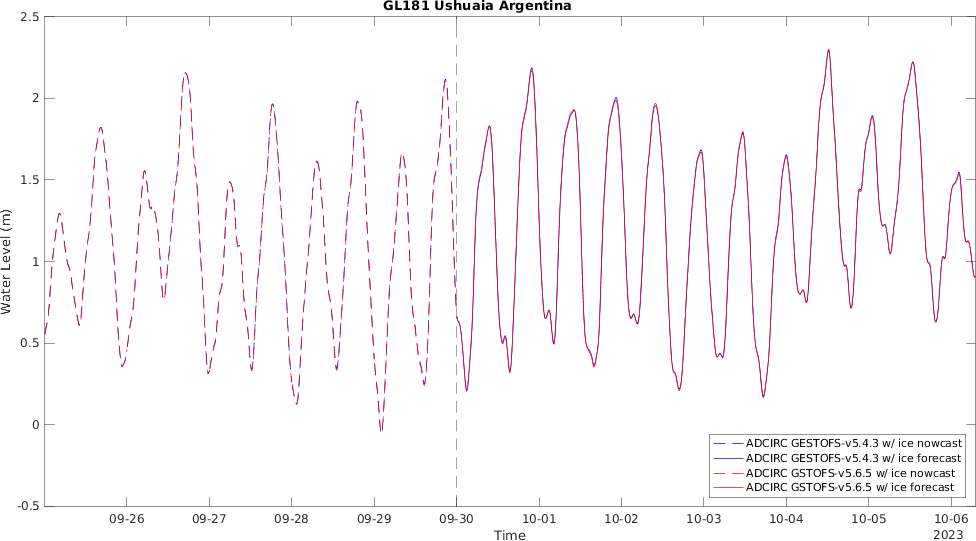 GL181 Ushuaia Argentina
2.5
2
1.5
1
0.5
0
-0.5
Water Level (m)
ADCIRC GESTOFS-v5.4.3 w/ ice nowcast
ADCIRC GESTOFS-v5.4.3 w/ ice forecast
ADCIRC GSTOFS-v5.6.5 w/ ice nowcast
ADCIRC GSTOFS-v5.6.5 w/ ice forecast
09-26 09-27 09-28 09-29 09-30 10-01 10-02 10-03 10-04 10-05 10-06
2023
Time